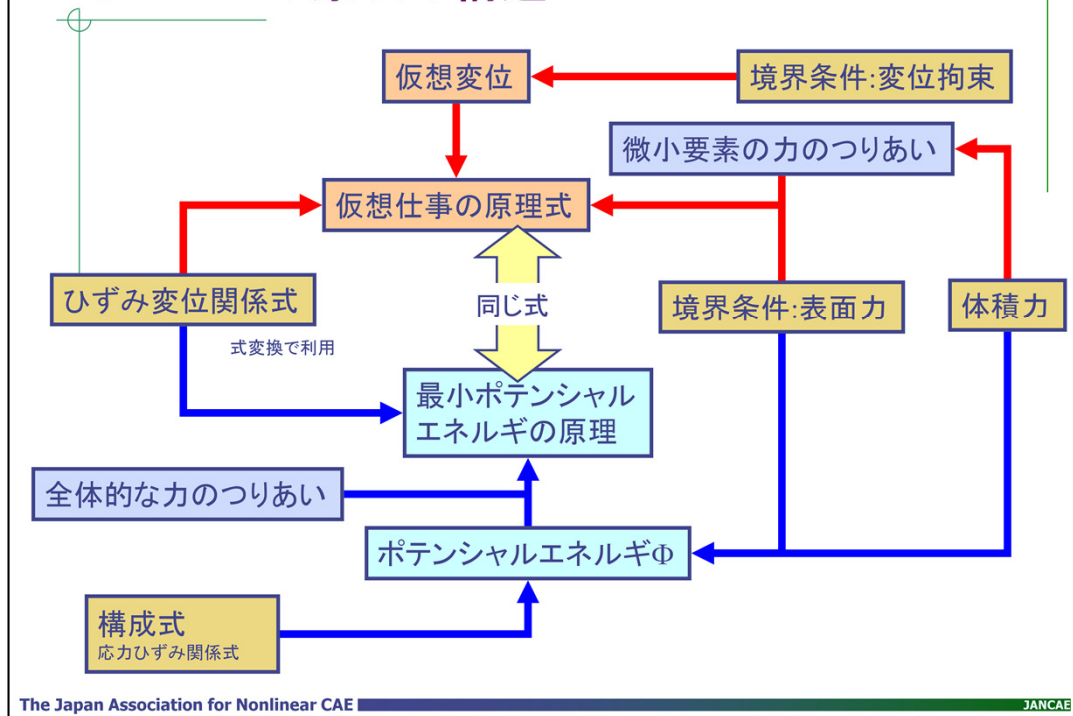 仮想変位
境界条件:変位拘束
微小要素の力のつりあい
仮想仕事の原理式
ひずみ変位関係式
同じ式
境界条件:表面力
体積力
式変換で利用
最小ポテンシャル
エネルギの原理
全体的な力のつりあい
ポテンシャルエネルギΦ
構成式
応力ひずみ関係式
The Japan Association for Nonlinear CAE
JANCAE